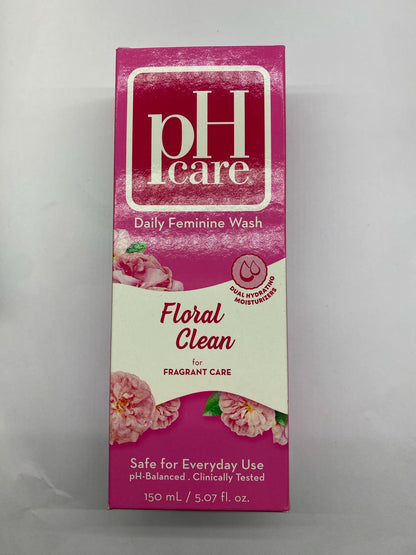 pH
care
Daily Feminine Wash
DUAL HYDRATING
MOISTURIZERS
Floral
Clean
for
FRAGRANT CARE
Safe for Everyday Use
pH-Balanced . Clinically Tested
150 mL / 5.07 fl. oz.